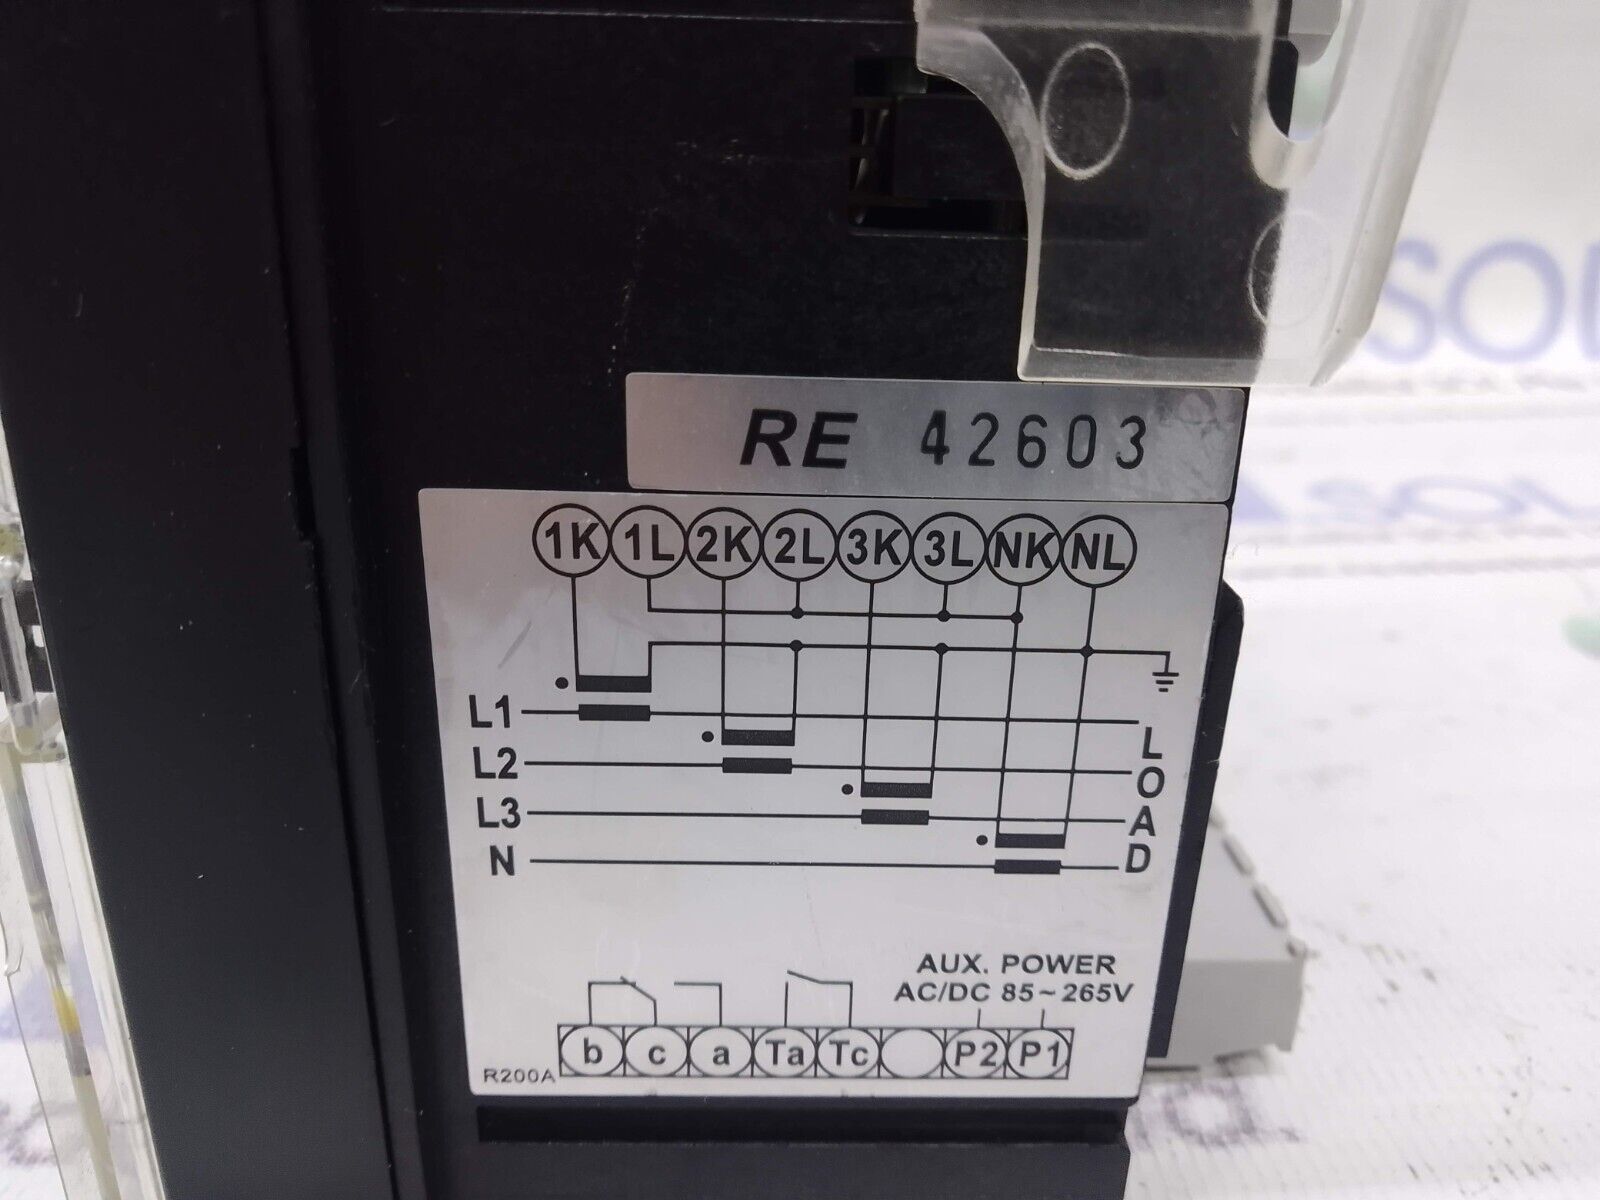 RE 42603
1K 1L 2K 2L 3K 3L NK NL
L1
L2
L3
N
LOAD
AUX. POWER
AC/DC 85~265V
b c a Ta Tc P2 P1
R200A